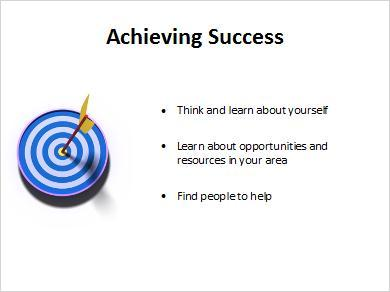 Achieving Success
• Think and learn about yourself
• Learn about opportunities and
resources in your area
• Find people to help